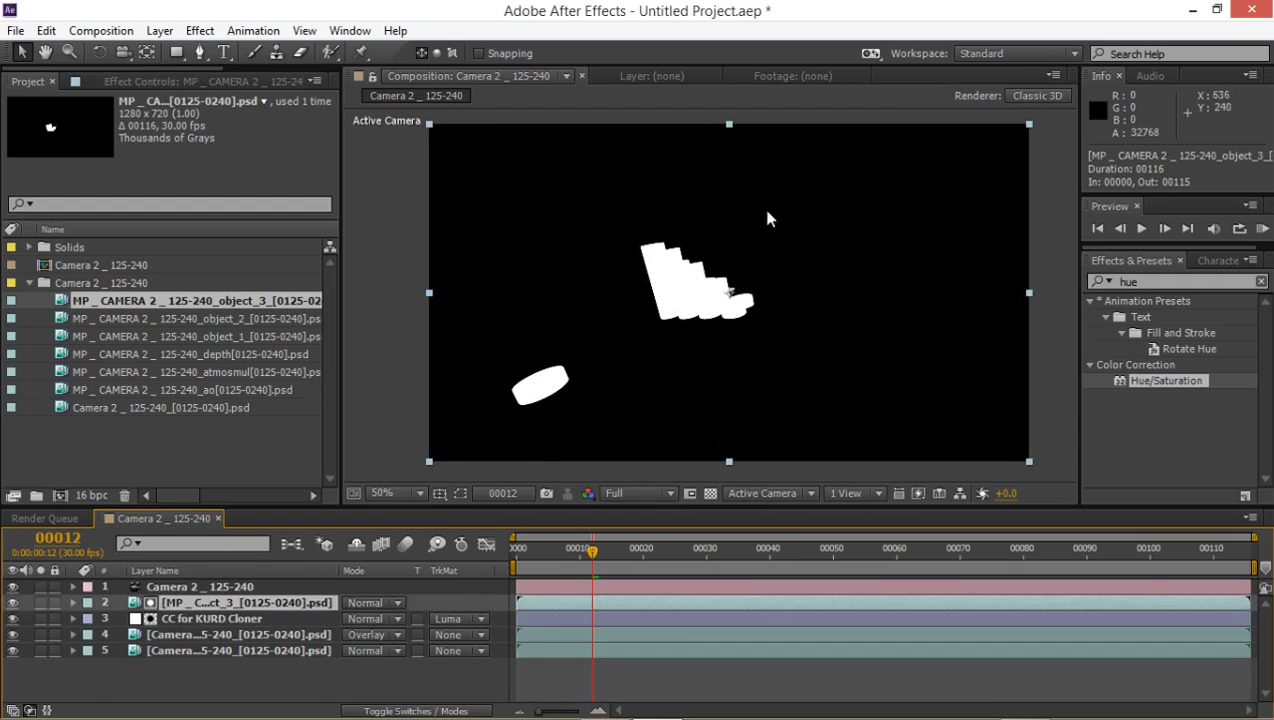 Ae
Adobe After Effects - Untitled Project.aep *
File Edit Composition Layer Effect Animation View Window Help
Snapping
Workspace: Standard
Search Help
Project
Effect Controls: MP _ CAMERA 2 _ 125-24
Composition: Camera 2 _ 125-240
Layer: (none)
Footage: (none)
Info
Audio
MP _ CA...[0125-0240].psd ▾, used 1 time
1280 x 720 (1.00)
Δ 00116, 30.00 fps
Thousands of Grays
Camera 2 _ 125-240
Renderer: Classic 3D
Active Camera
R: 0
G: 0
B: 0
A: 32768
X: 636
Y: 240
[MP _ CAMERA 2 _ 125-240_object_3_[
Duration: 00116
In: 00000, Out: 00115
Preview
Effects & Presets
Characte
hue
* Animation Presets
Text
Fill and Stroke
Rotate Hue
Color Correction
Hue/Saturation
Name
Solids
Camera 2 _ 125-240
Camera 2 _ 125-240
MP _ CAMERA 2 _ 125-240_object_3_[0125-02
MP _ CAMERA 2 _ 125-240_object_2_[0125-0240].ps
MP _ CAMERA 2 _ 125-240_object_1_[0125-0240].ps
MP _ CAMERA 2 _ 125-240_depth[0125-0240].psd
MP _ CAMERA 2 _ 125-240_atmosmul[0125-0240].ps
MP _ CAMERA 2 _ 125-240_ao[0125-0240].psd
Camera 2 _ 125-240_[0125-0240].psd
16 bpc
50%
00012
Full
Active Camera
1 View
+0.0
Render Queue
Camera 2 _ 125-240
00012
0:00:00:12 (30.00 fps)
0000 00010 00020 00030 00040 00050 00060 00070 00080 00090 00100 00110
# Layer Name
Mode
T TrkMat
1 Camera 2 _ 125-240
2 [MP _ C...ct_3_[0125-0240].psd] Normal
3 CC for KURD Cloner Normal Luma
4 [Camera...5-240_[0125-0240].psd] Overlay None
5 [Camera...5-240_[0125-0240].psd] Normal None
Toggle Switches / Modes